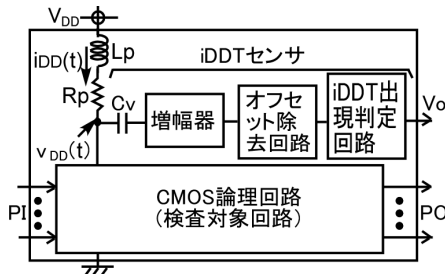 VDD
iDD(t)
Lp
iDDTセンサ
Rp
Cv
増幅器
オフセット除去回路
iDDT出現判定回路
Vo
vDD(t)
PI
CMOS論理回路
(検査対象回路)
PO